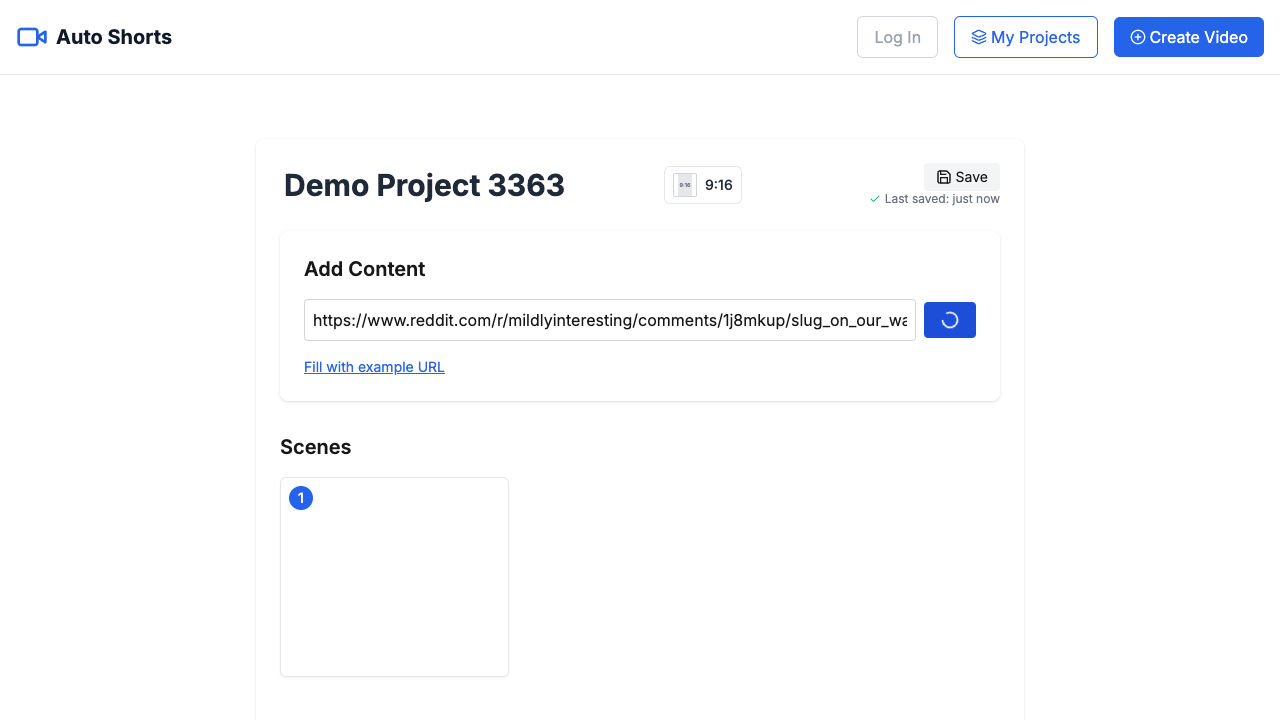 Auto Shorts
Log In
My Projects
Create Video
Demo Project 3363
9:16
9:16
Save
Last saved: just now
Add Content
https://www.reddit.com/r/mildlyinteresting/comments/1j8mkup/slug_on_our_wa
Fill with example URL
Scenes
1